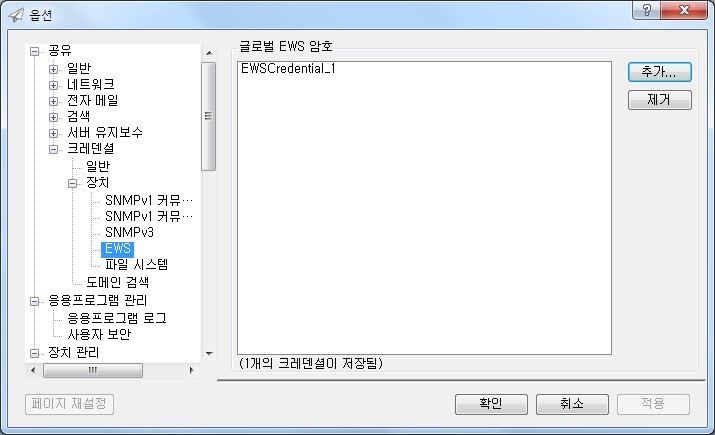 옵션
공유
일반
네트워크
전자 메일
검색
서버 유지보수
크레덴셜
일반
장치
SNMPv1 커뮤…
SNMPv1 커뮤…
SNMPv3
EWS
파일 시스템
도메인 검색
응용프로그램 관리
응용프로그램 로그
사용자 보안
장치 관리
글로벌 EWS 암호
EWSCredential_1
추가...
제거
(1개의 크레덴셜이 저장됨)
페이지 재설정
확인
취소
적용